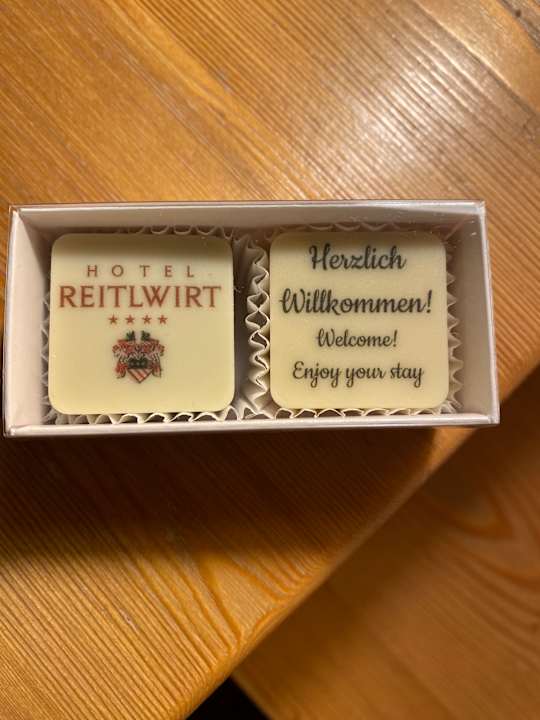 HOTEL
REITLWIRT
★★★★
Herzlich
Willkommen!
Welcome!
Enjoy your stay